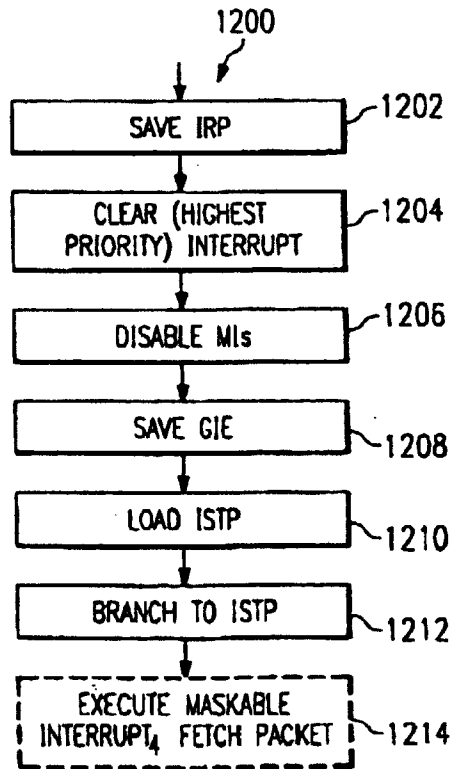 1200
SAVE IRP
1202
CLEAR (HIGHEST
PRIORITY) INTERRUPT
1204
DISABLE MIs
1206
SAVE GIE
1208
LOAD ISTP
1210
BRANCH TO ISTP
1212
EXECUTE MASKABLE
INTERRUPT₄ FETCH PACKET
1214